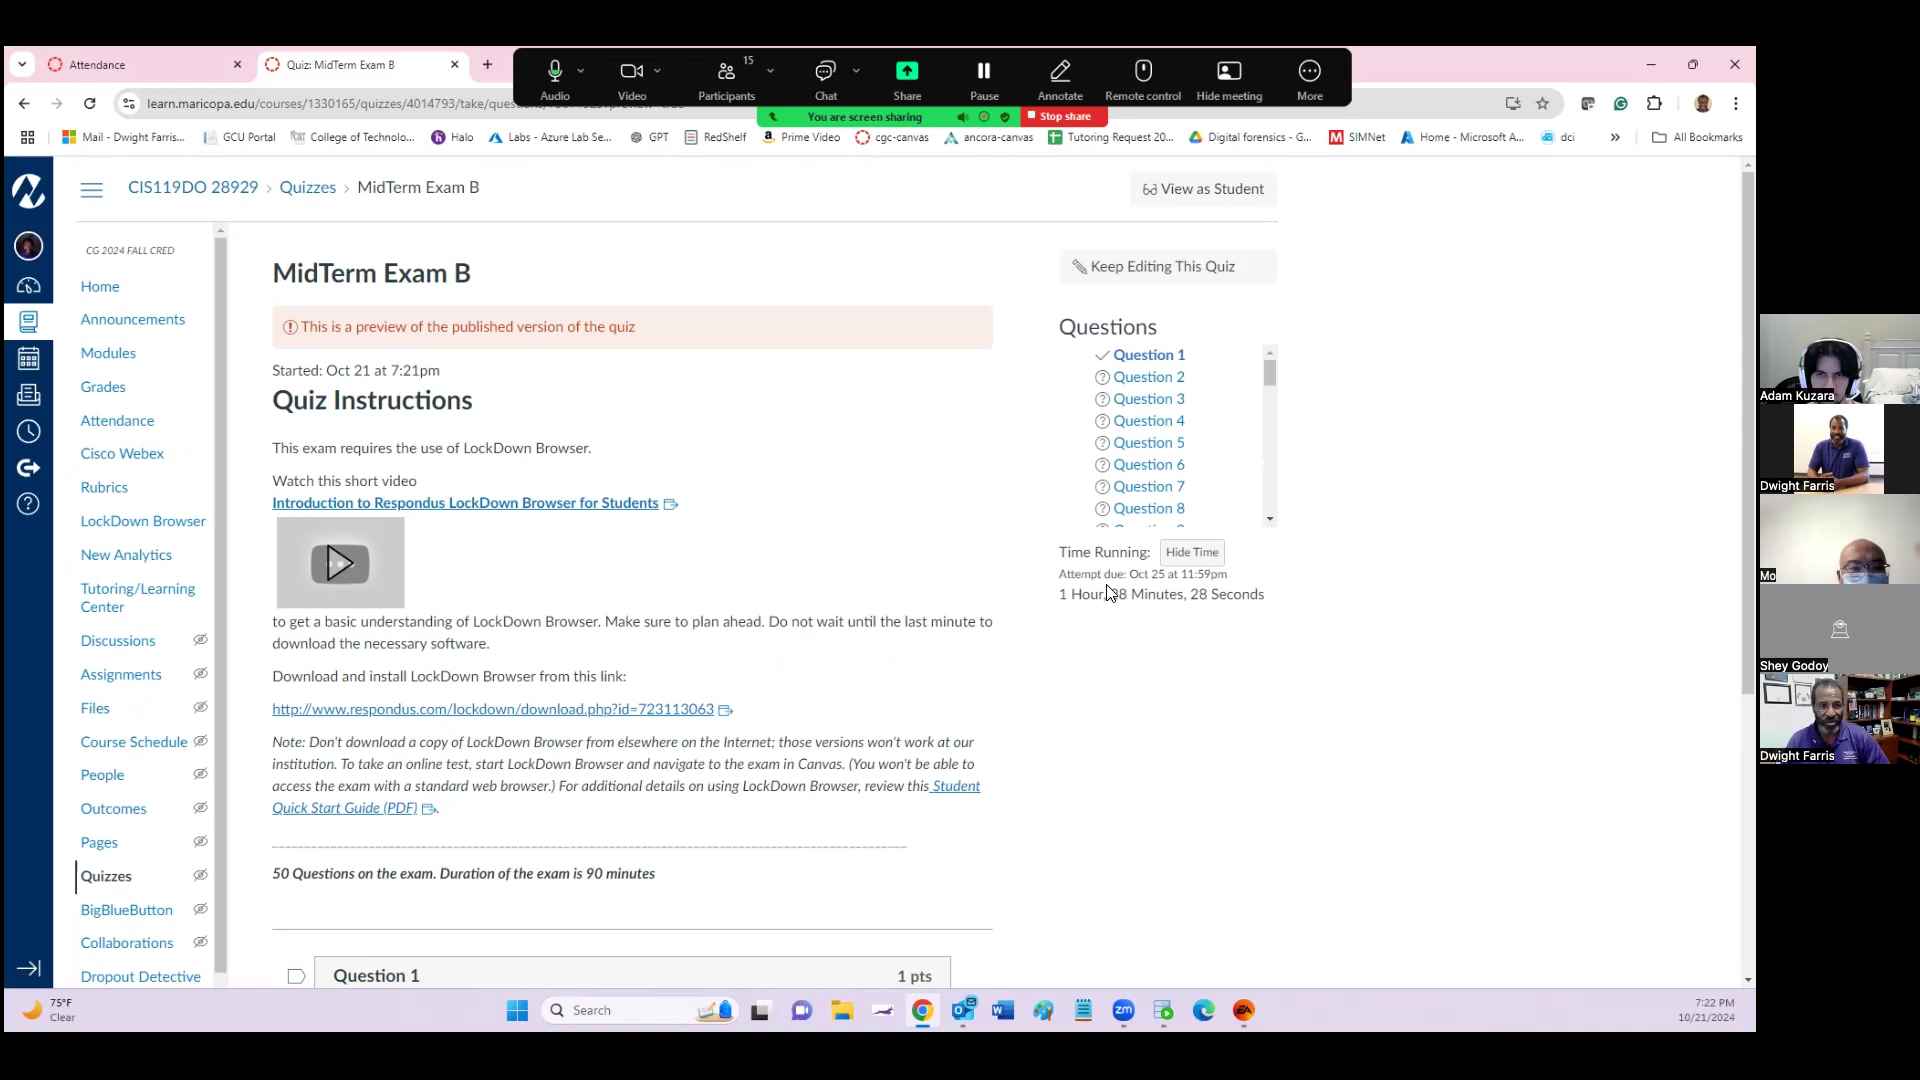 Attendance
Quiz: MidTerm Exam B
15
Audio
Video
Participants
Chat
Share
Pause
Annotate
Remote control
Hide meeting
More
learn.maricopa.edu/courses/1330165/quizzes/4014793/take/ques
You are screen sharing
Stop share
Mail - Dwight Farris...
GCU Portal
College of Technolo...
Halo
Labs - Azure Lab Se...
GPT
RedShelf
Prime Video
cgc-canvas
ancora-canvas
Tutoring Request 20...
Digital forensics - G...
SIMNet
Home - Microsoft A...
dci
All Bookmarks
CIS119DO 28929 › Quizzes › MidTerm Exam B
View as Student
CG 2024 FALL CRED
Home
Announcements
Modules
Grades
Attendance
Cisco Webex
Rubrics
LockDown Browser
New Analytics
Tutoring/Learning
Center
Discussions
Assignments
Files
Course Schedule
People
Outcomes
Pages
Quizzes
BigBlueButton
Collaborations
Dropout Detective
MidTerm Exam B
This is a preview of the published version of the quiz
Started: Oct 21 at 7:21pm
Quiz Instructions
This exam requires the use of LockDown Browser.
Watch this short video
Introduction to Respondus LockDown Browser for Students
to get a basic understanding of LockDown Browser. Make sure to plan ahead. Do not wait until the last minute to
download the necessary software.
Download and install LockDown Browser from this link:
http://www.respondus.com/lockdown/download.php?id=723113063
Note: Don't download a copy of LockDown Browser from elsewhere on the Internet; those versions won't work at our
institution. To take an online test, start LockDown Browser and navigate to the exam in Canvas. (You won't be able to
access the exam with a standard web browser.) For additional details on using LockDown Browser, review this Student
Quick Start Guide (PDF).
50 Questions on the exam. Duration of the exam is 90 minutes
Question 1
1 pts
Keep Editing This Quiz
Questions
Question 1
Question 2
Question 3
Question 4
Question 5
Question 6
Question 7
Question 8
Time Running:
Hide Time
Attempt due: Oct 25 at 11:59pm
1 Hour, 8 Minutes, 28 Seconds
Adam Kuzara
Dwight Farris
Mo
Shey Godoy
Dwight Farris
75°F
Clear
Search
zm
7:22 PM
10/21/2024